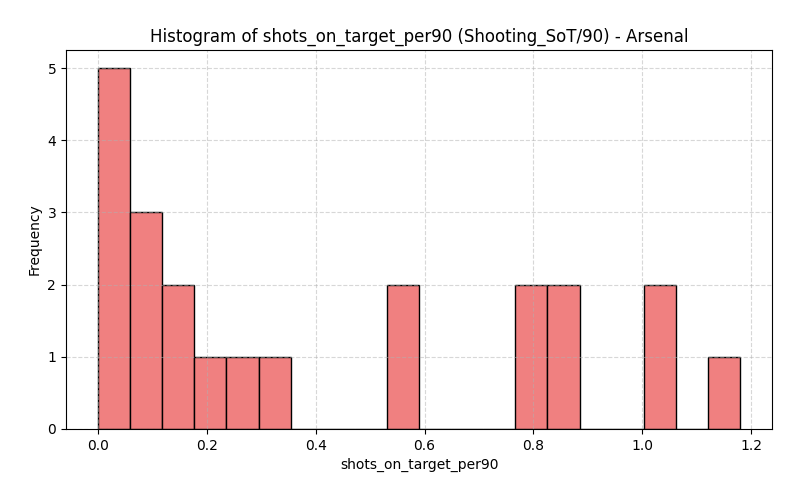 Histogram of shots_on_target_per90 (Shooting_SoT/90) - Arsenal
5
4
3
2
1
0
Frequency
0.0 0.2 0.4 0.6 0.8 1.0 1.2
shots_on_target_per90